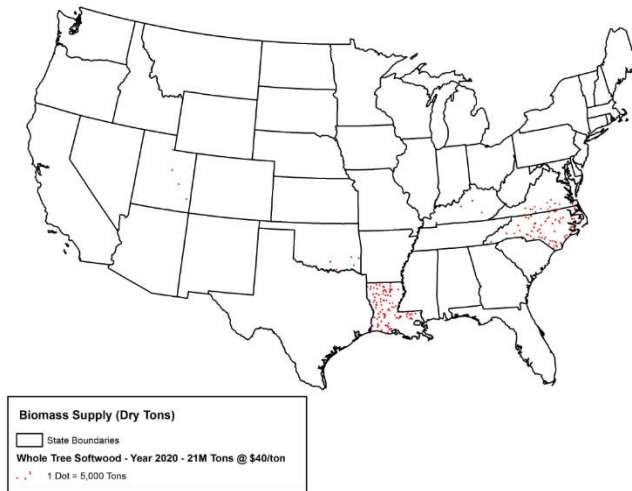 Biomass Supply (Dry Tons)
State Boundaries
Whole Tree Softwood - Year 2020 - 21M Tons @ $40/ton
1 Dot = 5,000 Tons